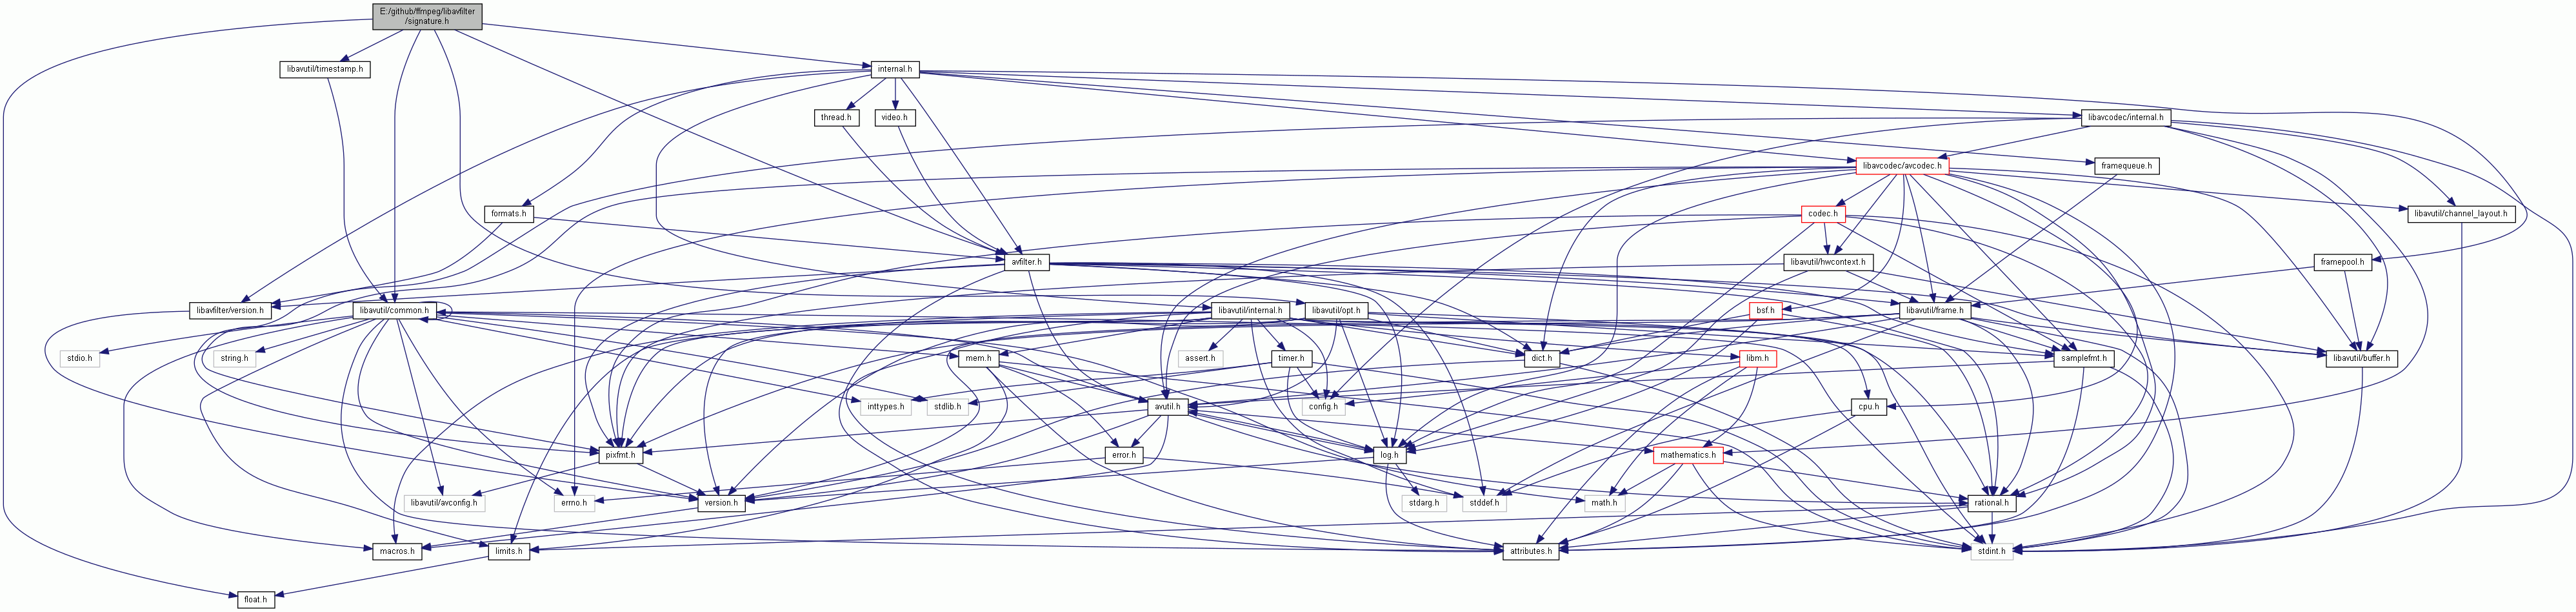 E:/github/ffmpeg/libavfilter
/signature.h
libavutil/timestamp.h
internal.h
thread.h
video.h
libavcodec/internal.h
libavcodec/avcodec.h
framequeue.h
formats.h
codec.h
libavutil/channel_layout.h
avfilter.h
libavutil/hwcontext.h
framepool.h
libavfilter/version.h
libavutil/common.h
libavutil/internal.h
libavutil/opt.h
bsf.h
libavutil/frame.h
stdio.h
string.h
mem.h
assert.h
timer.h
dict.h
libm.h
samplefmt.h
libavutil/buffer.h
inttypes.h
stdlib.h
avutil.h
config.h
cpu.h
pixfmt.h
error.h
log.h
mathematics.h
libavutil/avconfig.h
errno.h
version.h
stdarg.h
stddef.h
math.h
rational.h
macros.h
limits.h
attributes.h
stdint.h
float.h